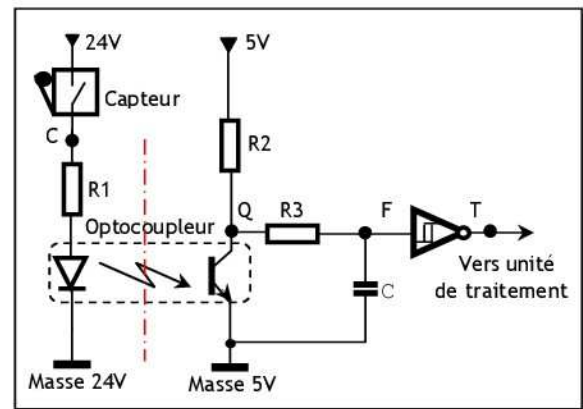 24V
5V
Capteur
C
R1
R2
Optocoupleur
Q
R3
F
T
Vers unité
de traitement
C
Masse 24V
Masse 5V